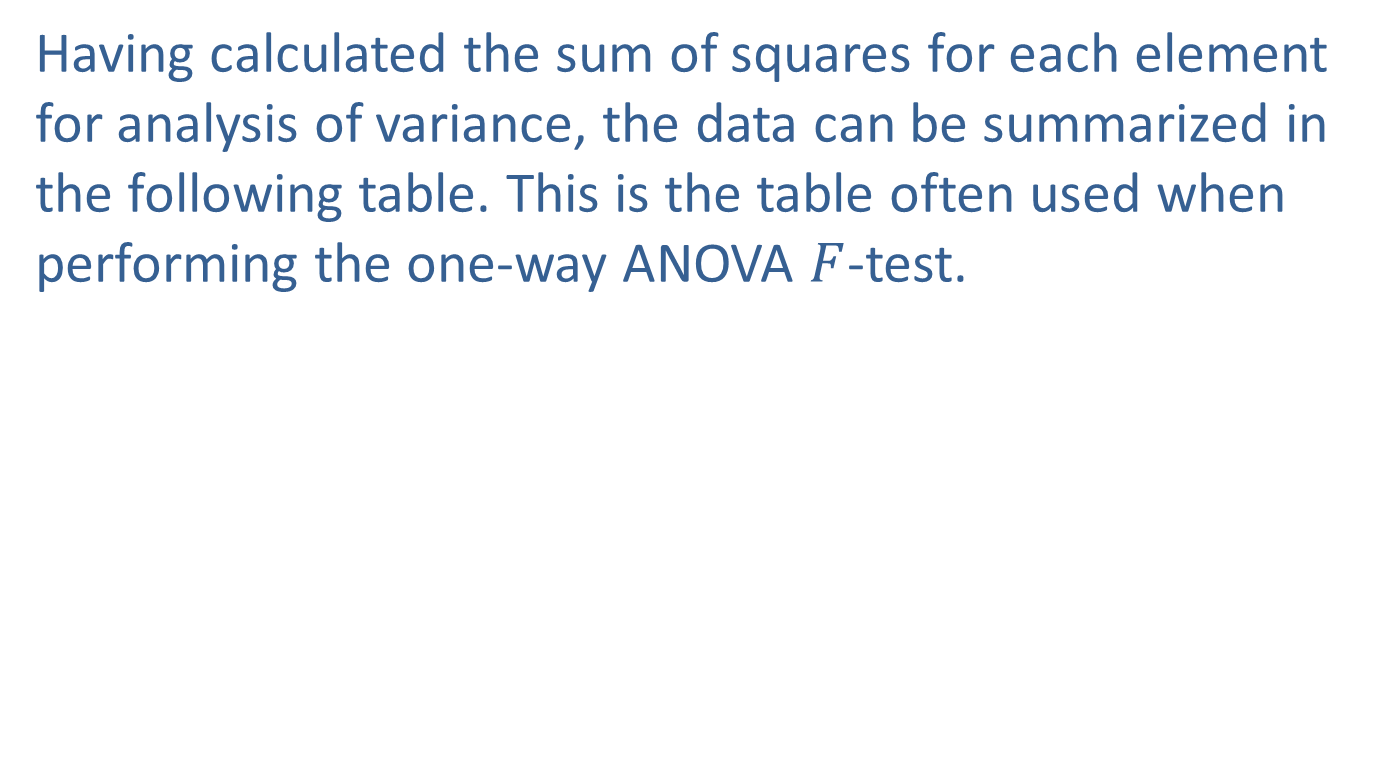 Having calculated the sum of squares for each element
for analysis of variance, the data can be summarized in
the following table. This is the table often used when
performing the one-way ANOVA F-test.